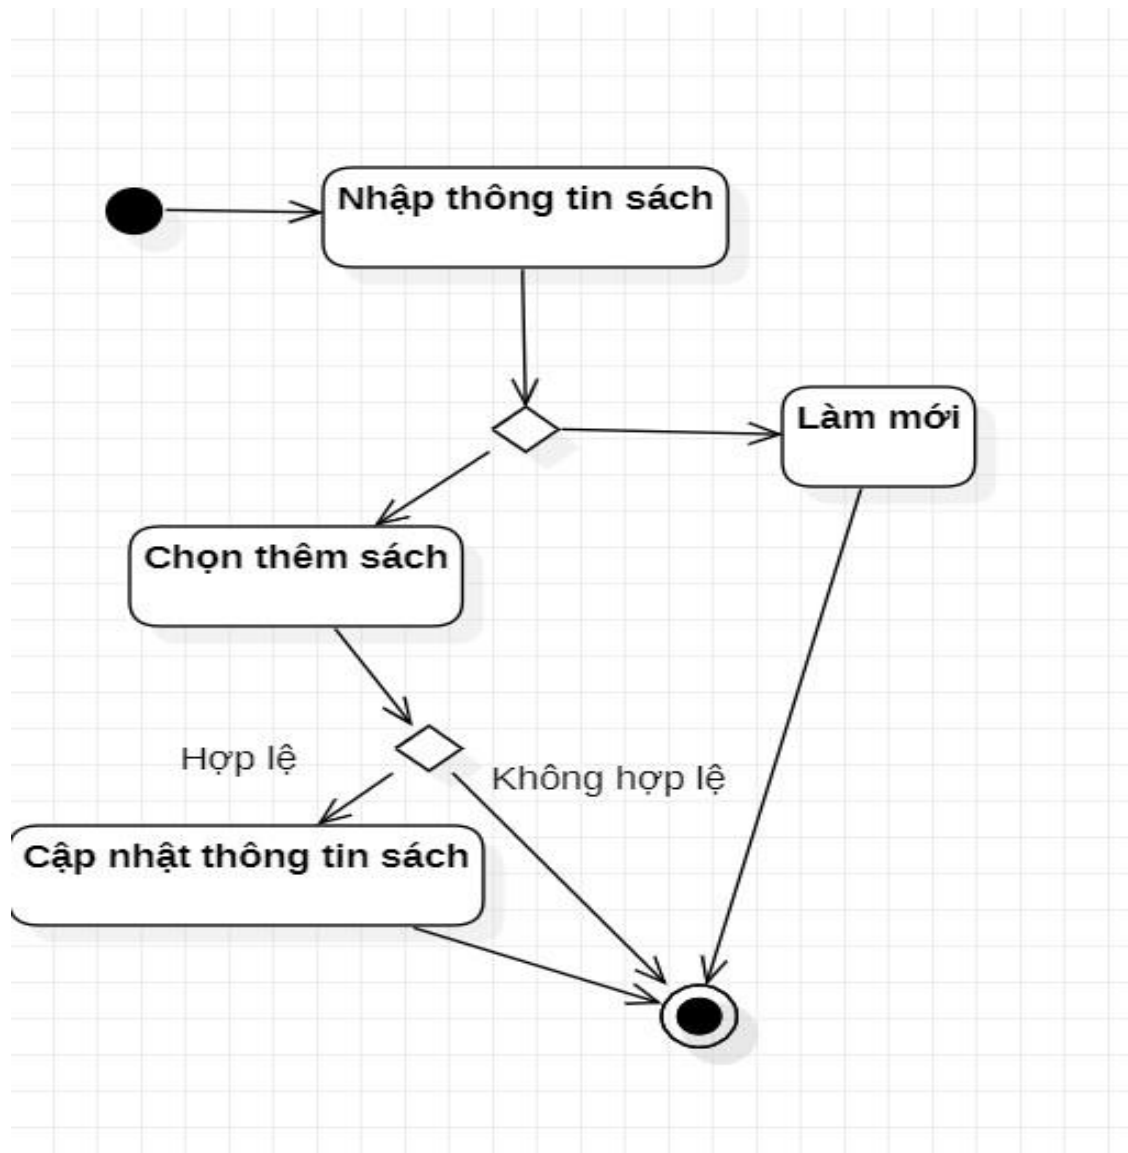 Nhập thông tin sách
Làm mới
Chọn thêm sách
Hợp lệ
Không hợp lệ
Cập nhật thông tin sách